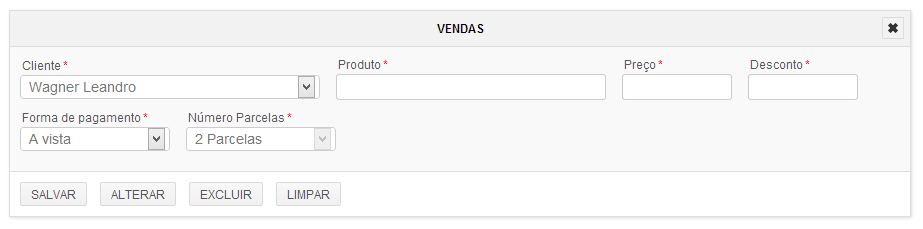 VENDAS
Cliente * Produto * Preço * Desconto *
Wagner Leandro
Forma de pagamento * Número Parcelas *
A vista 2 Parcelas
SALVAR ALTERAR EXCLUIR LIMPAR